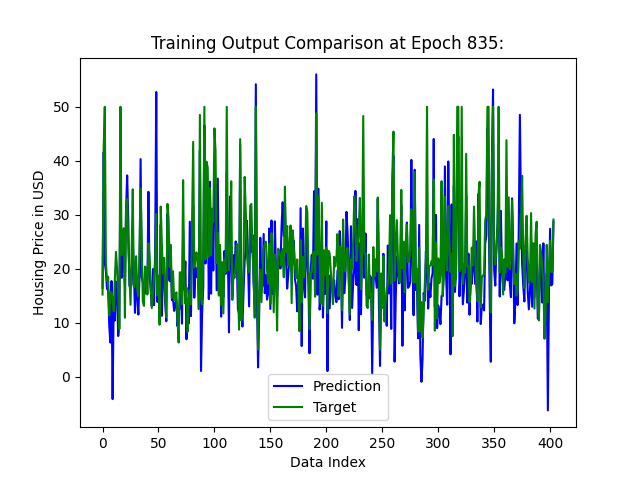 Training Output Comparison at Epoch 835:
Housing Price in USD
50
40
30
20
10
0
Prediction
Target
0 50 100 150 200 250 300 350 400
Data Index